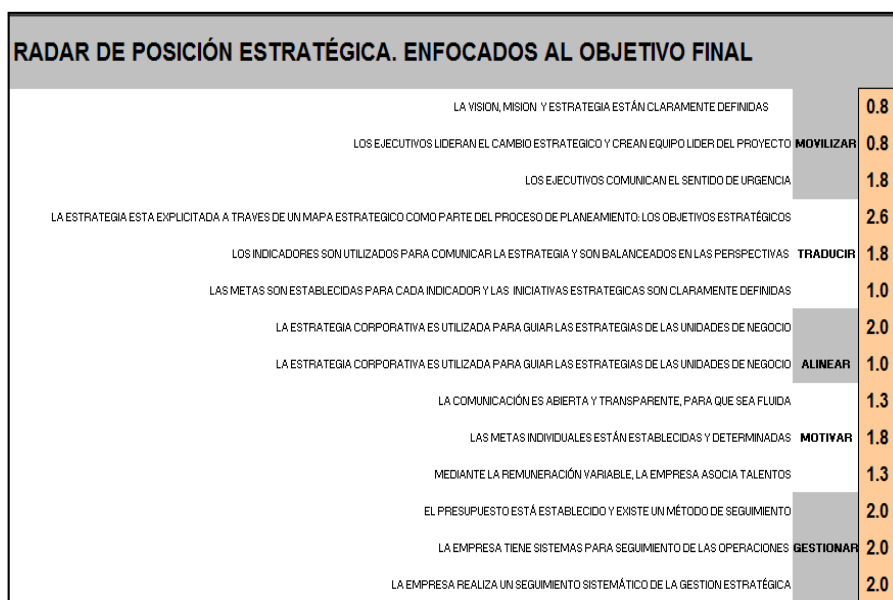 RADAR DE POSICIÓN ESTRATÉGICA. ENFOCADOS AL OBJETIVO FINAL
LA VISION, MISION Y ESTRATEGIA ESTÁN CLARAMENTE DEFINIDAS 0.8
LOS EJECUTIVOS LIDERAN EL CAMBIO ESTRATEGICO Y CREAN EQUIPO LIDER DEL PROYECTO MOVILIZAR 0.8
LOS EJECUTIVOS COMUNICAN EL SENTIDO DE URGENCIA 1.8
LA ESTRATEGIA ESTA EXPLICITADA A TRAVES DE UN MAPA ESTRATEGICO COMO PARTE DEL PROCESO DE PLANEAMIENTO: LOS OBJETIVOS ESTRATÉGICOS 2.6
LOS INDICADORES SON UTILIZADOS PARA COMUNICAR LA ESTRATEGIA Y SON BALANCEADOS EN LAS PERSPECTIVAS TRADUCIR 1.8
LAS METAS SON ESTABLECIDAS PARA CADA INDICADOR Y LAS INICIATIVAS ESTRATEGICAS SON CLARAMENTE DEFINIDAS 1.0
LA ESTRATEGIA CORPORATIVA ES UTILIZADA PARA GUIAR LAS ESTRATEGIAS DE LAS UNIDADES DE NEGOCIO 2.0
LA ESTRATEGIA CORPORATIVA ES UTILIZADA PARA GUIAR LAS ESTRATEGIAS DE LAS UNIDADES DE NEGOCIO ALINEAR 1.0
LA COMUNICACIÓN ES ABIERTA Y TRANSPARENTE, PARA QUE SEA FLUIDA 1.3
LAS METAS INDIVIDUALES ESTÁN ESTABLECIDAS Y DETERMINADAS MOTIVAR 1.8
MEDIANTE LA REMUNERACIÓN VARIABLE, LA EMPRESA ASOCIA TALENTOS 1.3
EL PRESUPUESTO ESTÁ ESTABLECIDO Y EXISTE UN MÉTODO DE SEGUIMIENTO 2.0
LA EMPRESA TIENE SISTEMAS PARA SEGUIMIENTO DE LAS OPERACIONES GESTIONAR 2.0
LA EMPRESA REALIZA UN SEGUIMIENTO SISTEMÁTICO DE LA GESTION ESTRATÉGICA 2.0